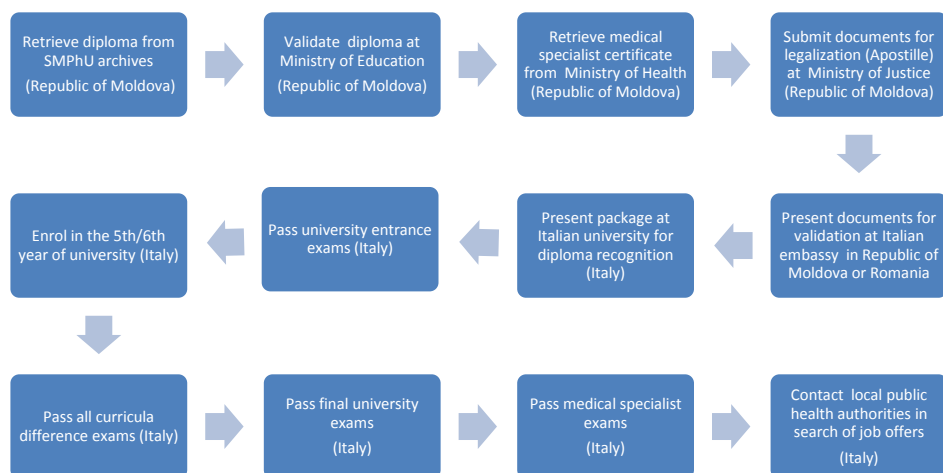 Retrieve diploma from
SMPhU archives
(Republic of Moldova)
Validate diploma at
Ministry of Education
(Republic of Moldova)
Retrieve medical
specialist certificate
from Ministry of Health
(Republic of Moldova)
Submit documents for
legalization (Apostille)
at Ministry of Justice
(Republic of Moldova)
Present documents for
validation at Italian
embassy in Republic of
Moldova or Romania
Present package at
Italian university for
diploma recognition
(Italy)
Pass university entrance
exams (Italy)
Enrol in the 5th/6th
year of university (Italy)
Pass all curricula
difference exams (Italy)
Pass final university
exams
(Italy)
Pass medical specialist
exams
(Italy)
Contact local public
health authorities in
search of job offers
(Italy)